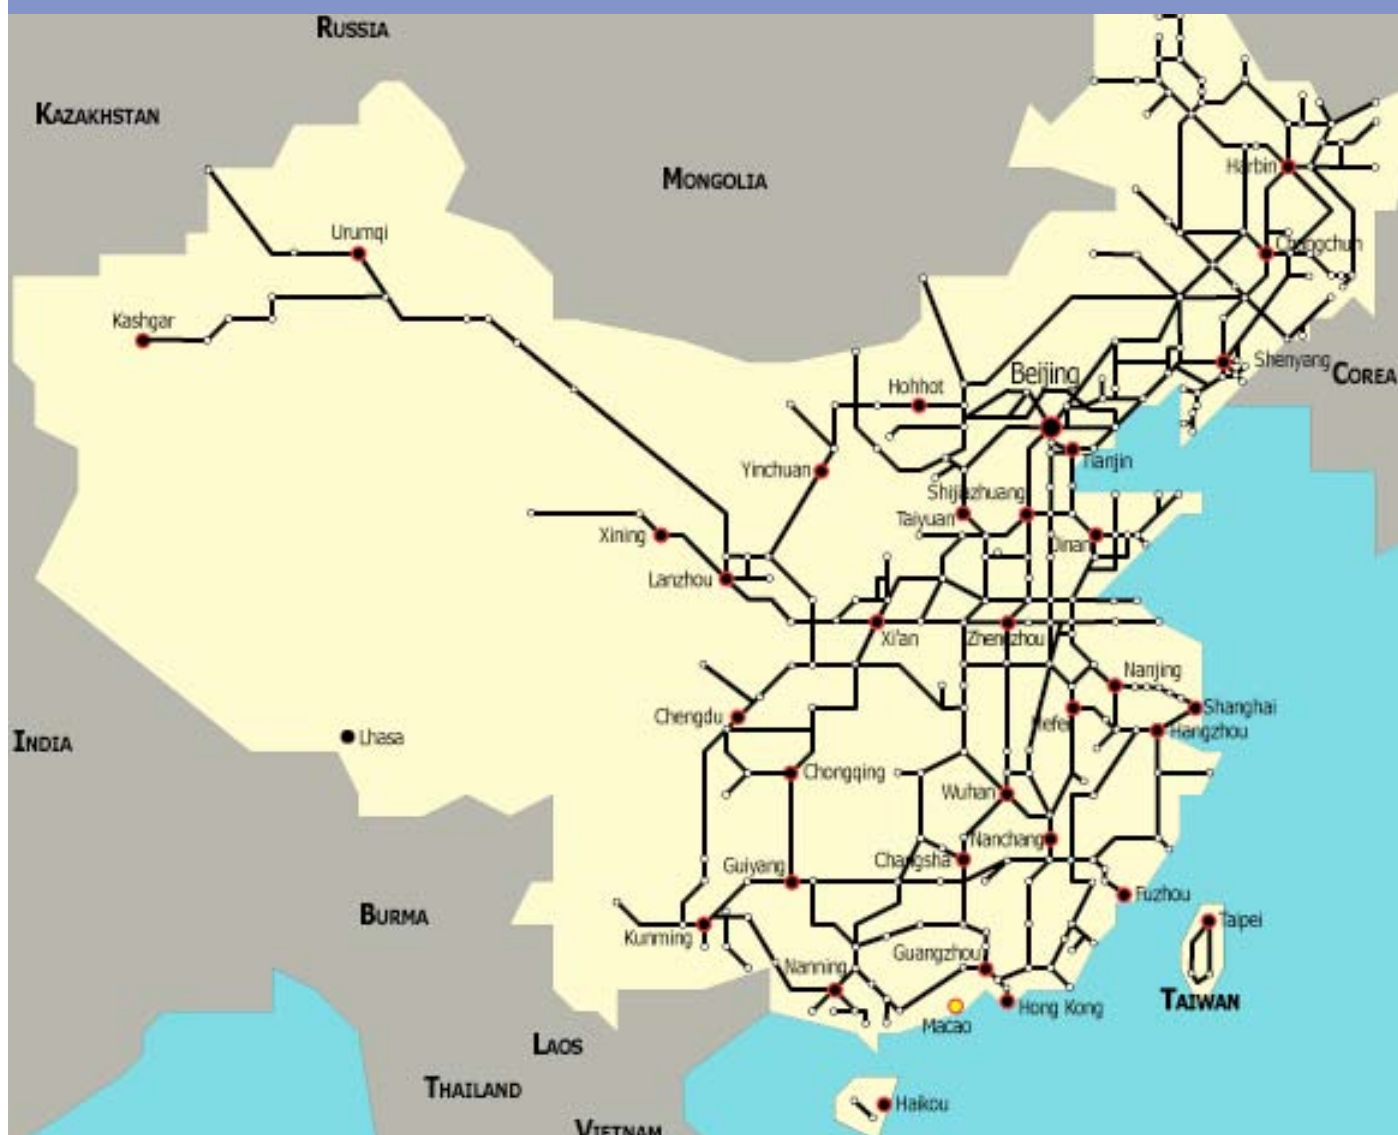 RUSSIA
KAZAKHSTAN
MONGOLIA
Harbin
Urumqi
Changchun
Kashgar
Shenyang
COREA
Beijing
Hohhot
Tianjin
Yinchuan
Shijiazhuang
Taiyuan
Xining
Jinan
Lanzhou
Xi'an
Zhengzhou
Nanjing
Chengdu
Hefei
Shanghai
Hangzhou
INDIA
Lhasa
Chongqing
Wuhan
Nanchang
Changsha
Guiyang
Fuzhou
BURMA
Taipei
Kunming
Guangzhou
Nanning
TAIWAN
Hong Kong
Macao
LAOS
THAILAND
Haikou
VIETNAM